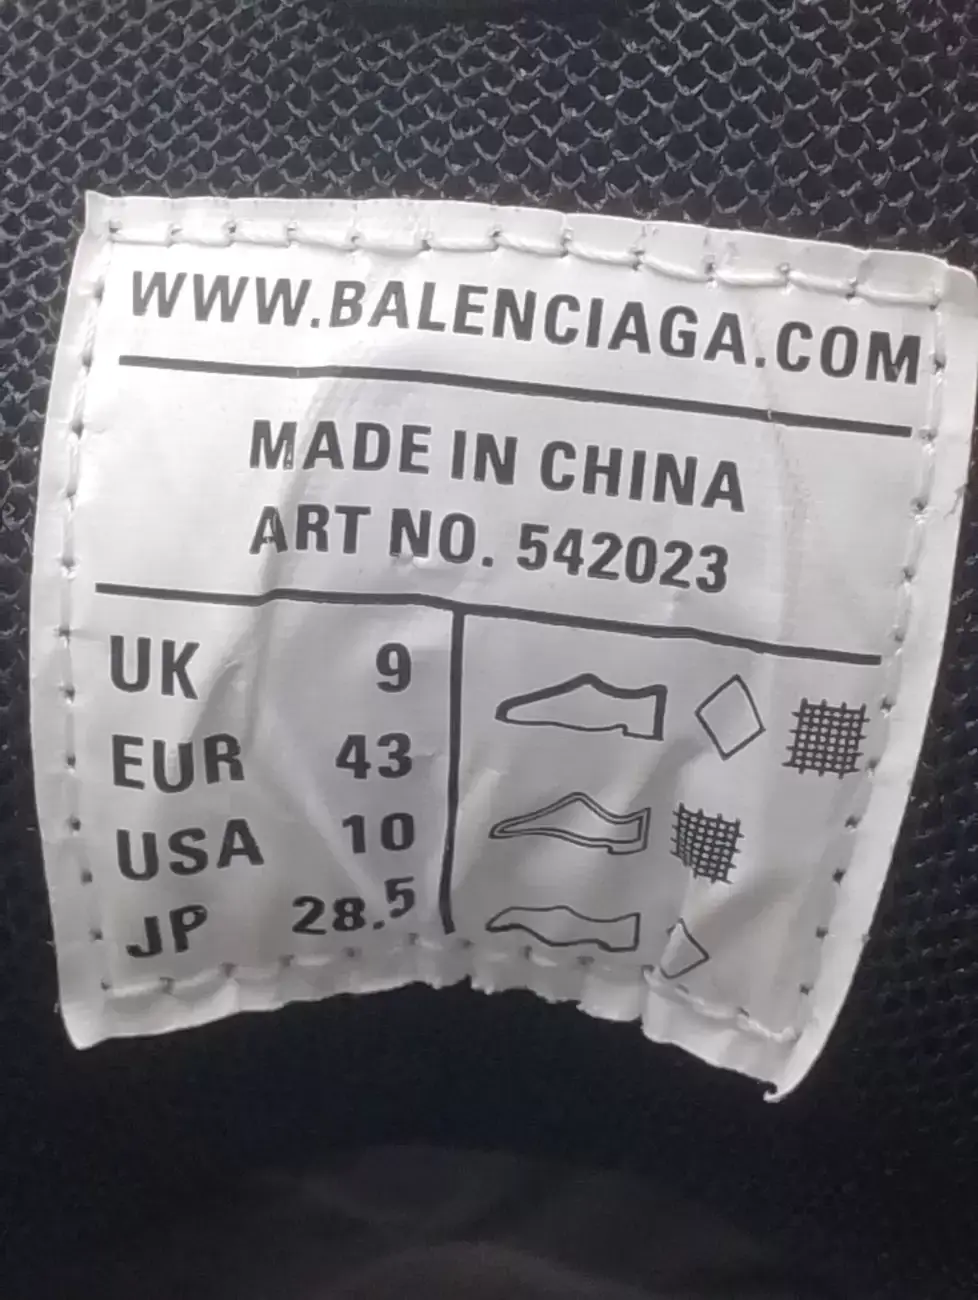 WWW.BALENCIAGA.COM
MADE IN CHINA
ART NO. 542023
UK 9
EUR 43
USA 10
JP 28.5